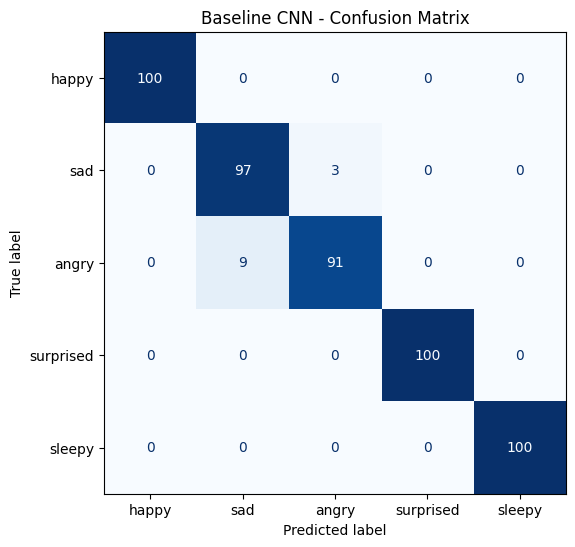 Baseline CNN - Confusion Matrix
True label
happy 100 0 0 0 0
sad 0 97 3 0 0
angry 0 9 91 0 0
surprised 0 0 0 100 0
sleepy 0 0 0 0 100
happy sad angry surprised sleepy
Predicted label